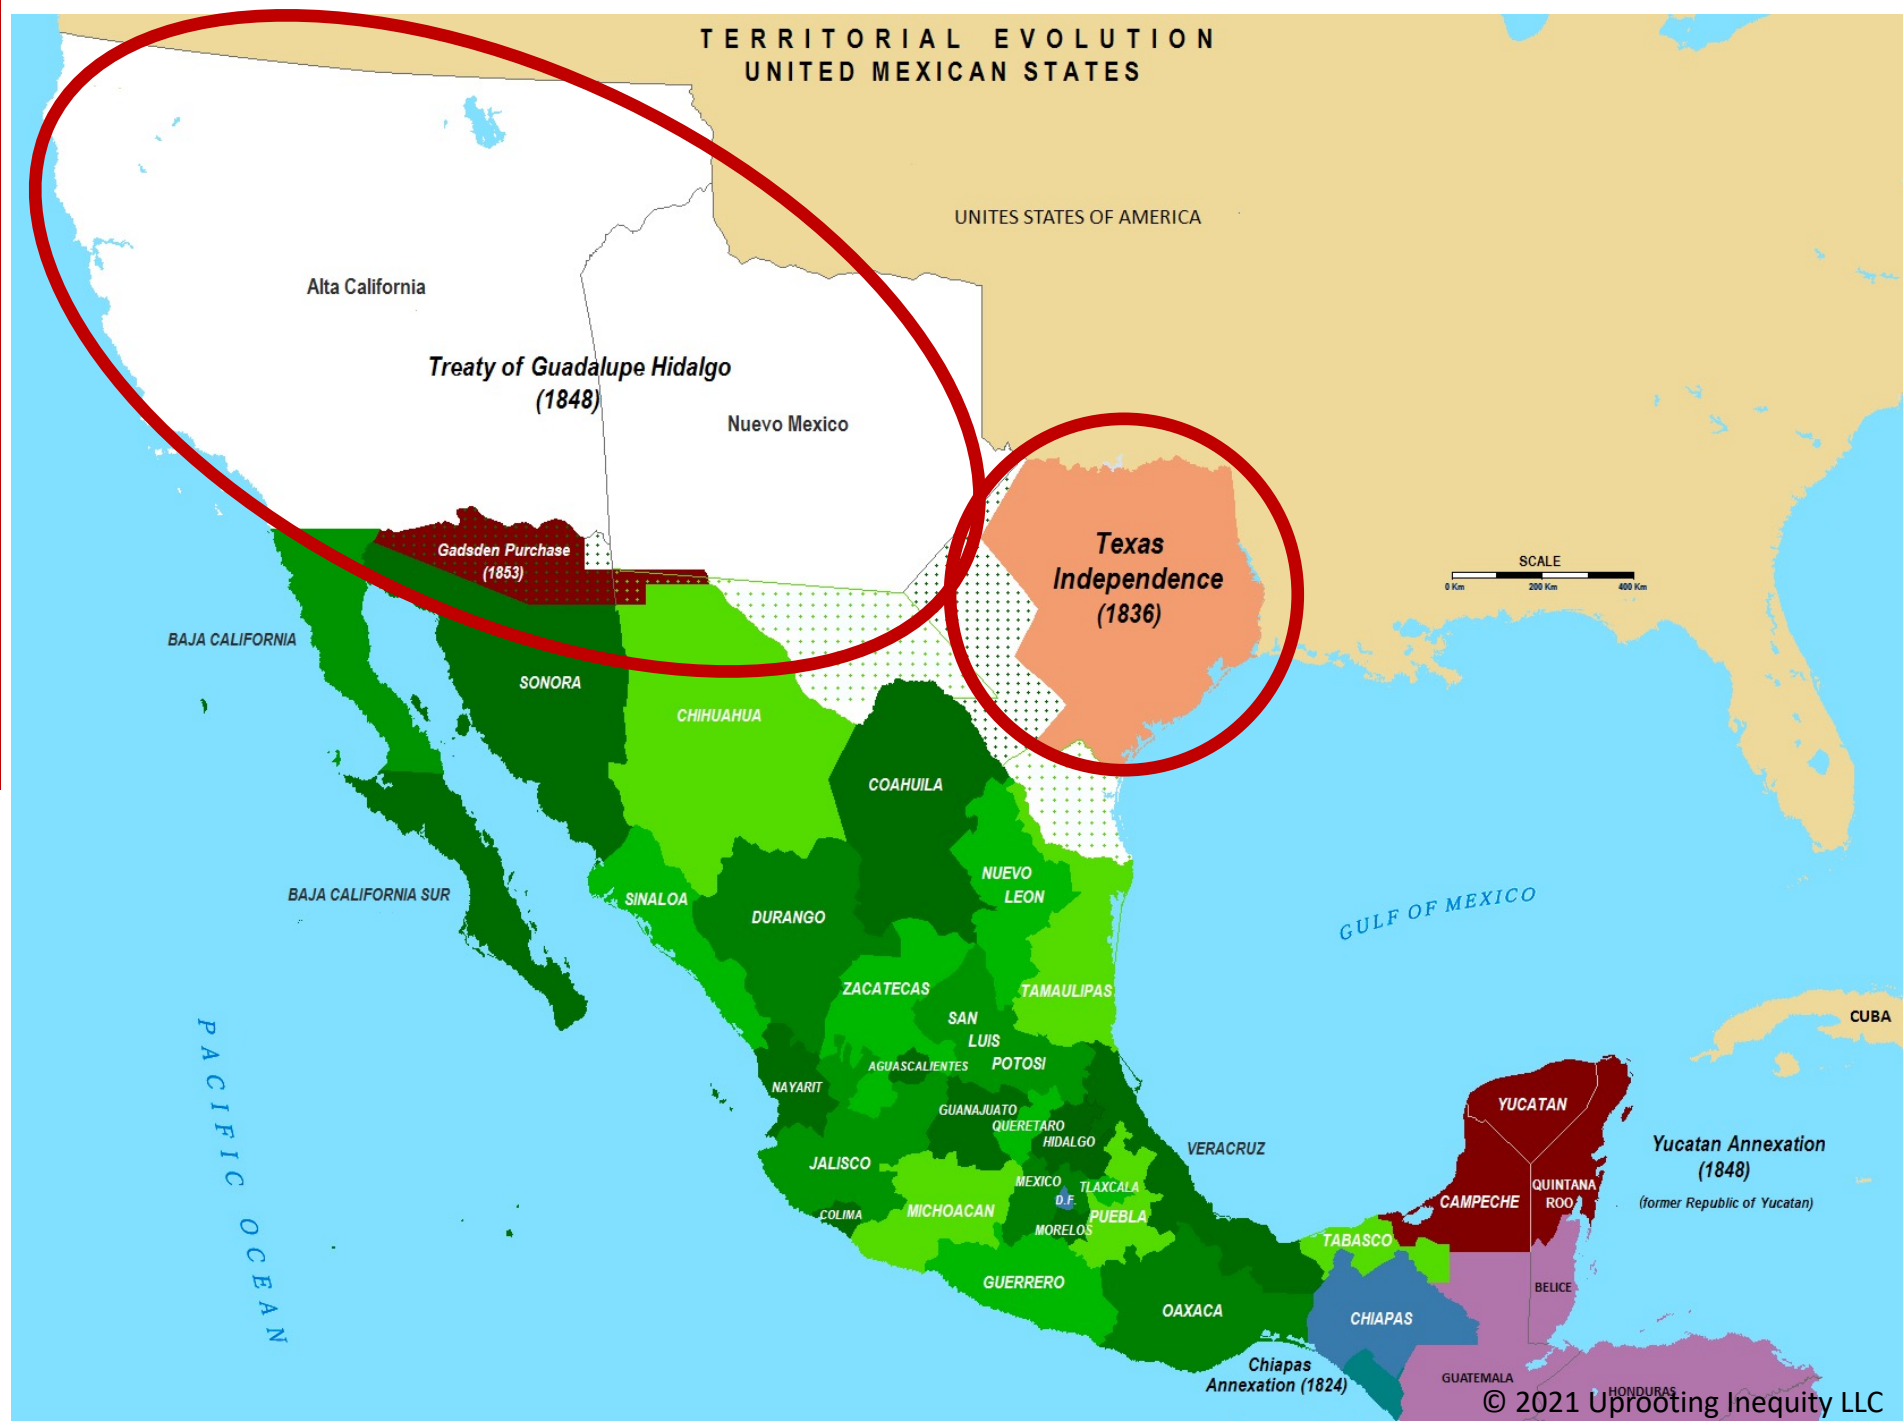 TERRITORIAL EVOLUTION
UNITED MEXICAN STATES
UNITES STATES OF AMERICA
Alta California
Treaty of Guadalupe Hidalgo
(1848)
Nuevo Mexico
Gadsden Purchase
(1853)
Texas
Independence
(1836)
SCALE
0 Km 200 Km 400 Km
BAJA CALIFORNIA
SONORA
CHIHUAHUA
COAHUILA
BAJA CALIFORNIA SUR
SINALOA
DURANGO
NUEVO
LEON
GULF OF MEXICO
ZACATECAS
TAMAULIPAS
SAN
LUIS
POTOSI
CUBA
PACIFIC OCEAN
AGUASCALIENTES
NAYARIT
GUANAJUATO
QUERETARO
HIDALGO
VERACRUZ
YUCATAN
Yucatan Annexation
(1848)
(former Republic of Yucatan)
JALISCO
MEXICO
TLAXCALA
D.F.
CAMPECHE
QUINTANA
ROO
COLIMA
MICHOACAN
PUEBLA
MORELOS
TABASCO
GUERRERO
OAXACA
CHIAPAS
BELICE
Chiapas
Annexation (1824)
GUATEMALA
HONDURAS
© 2021 Uprooting Inequity LLC